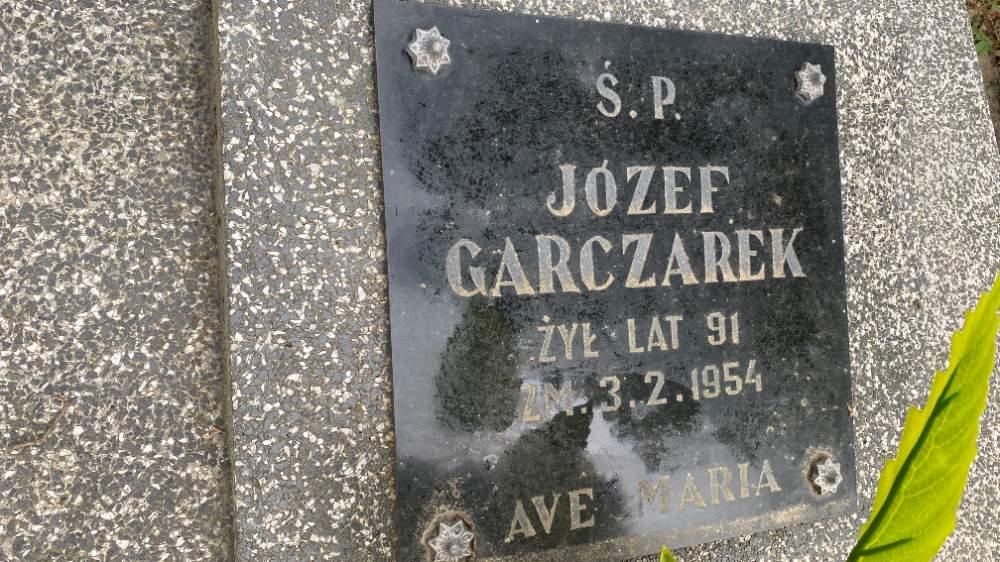 Ś. P.
JÓZEF
GARCZAREK
ŻYŁ LAT 91
ZM. 3.2.1954
AVE MARIA